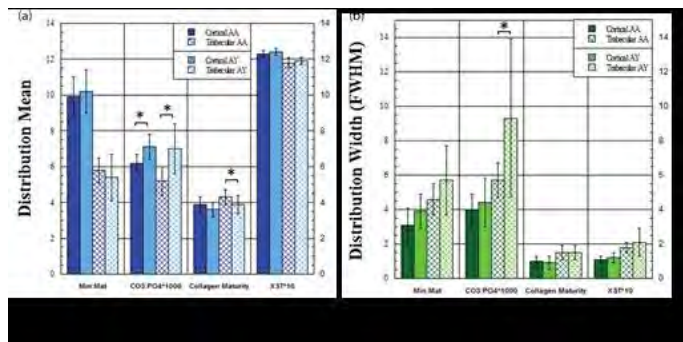 (a)
14
12
10
8
6
4
2
0
Distribution Mean
Cortical AA
Trabecular AA
Cortical AY
Trabecular AY
*
*
*
14
12
10
8
6
4
2
0
Min:Mat
CO3:PO4*1000
Collagen Maturity
XST*10
(b)
14
12
10
8
6
4
2
0
Distribution Width (FWHM)
Cortical AA
Trabecular AA
Cortical AY
Trabecular AY
*
14
12
10
8
6
4
2
0
Min:Mat
CO3:PO4*1000
Collagen Maturity
XST*10